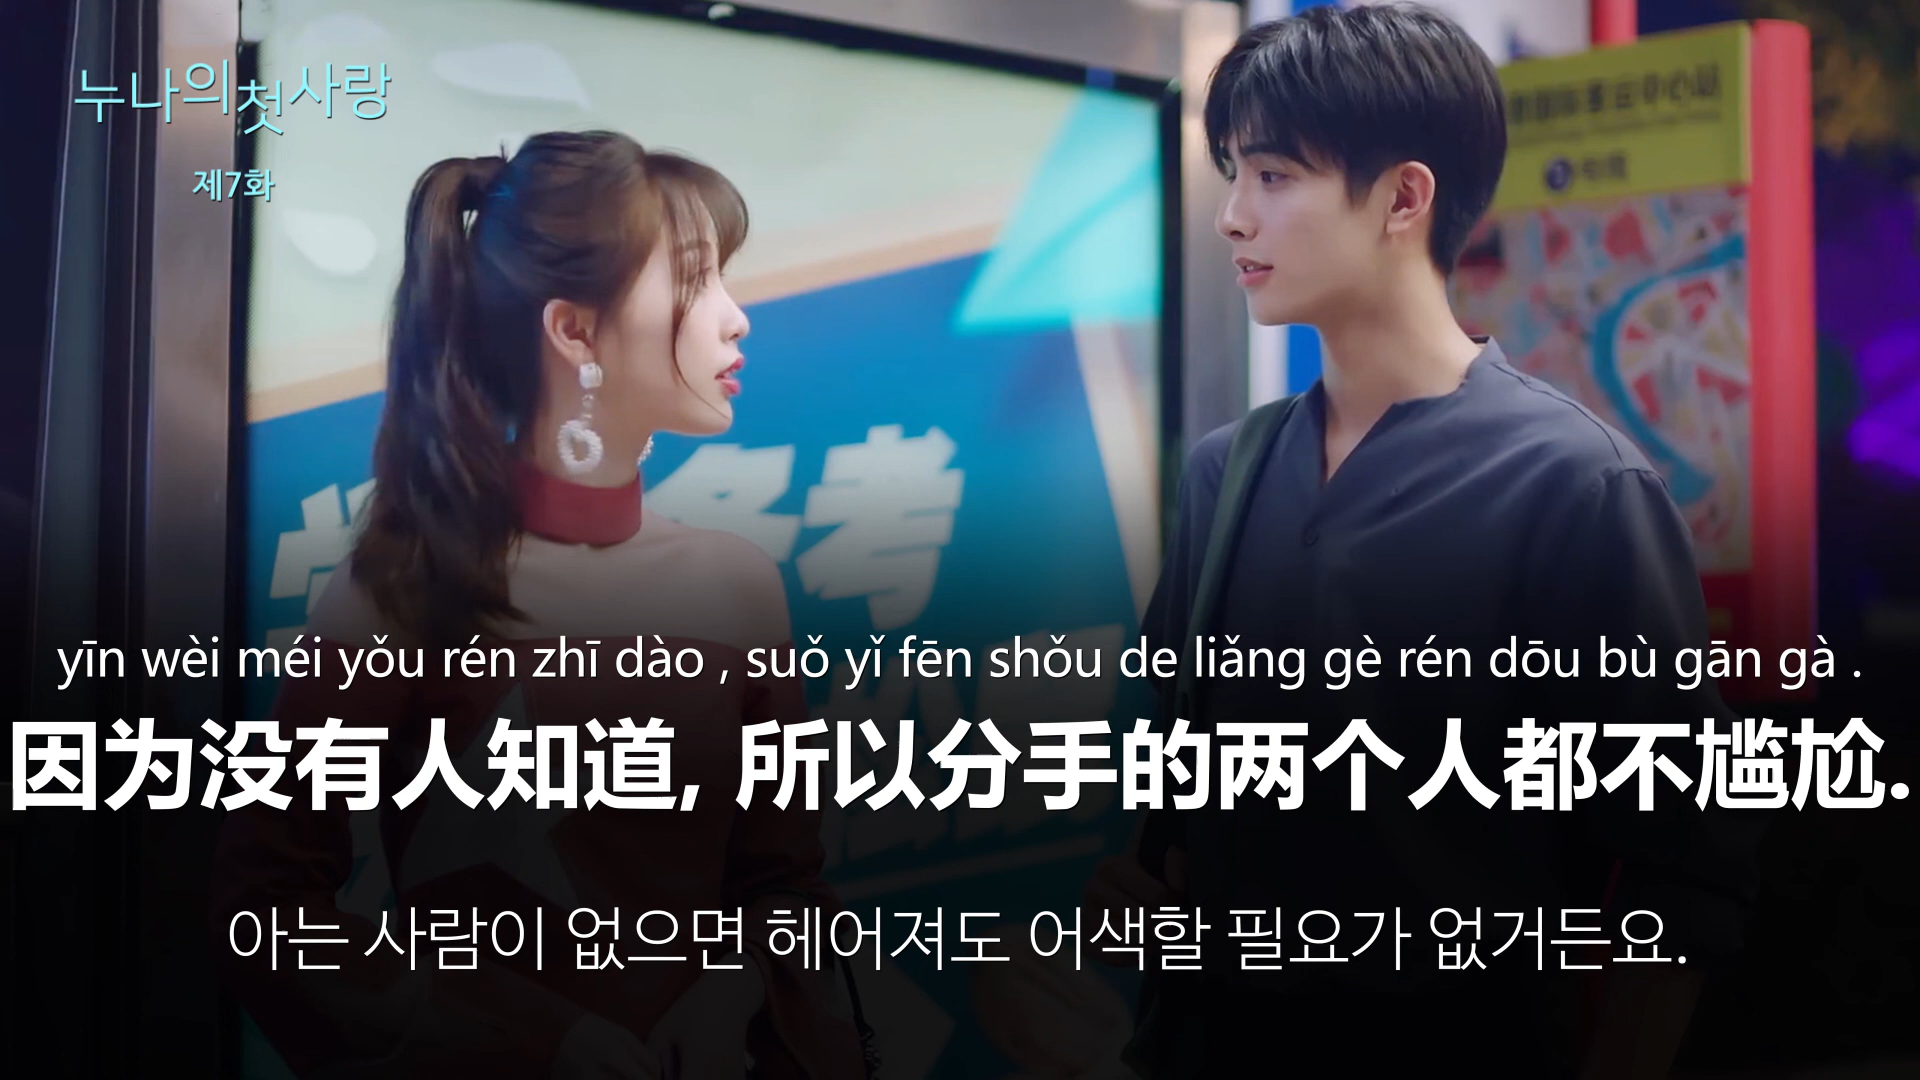 누나의 첫사랑
제7화
备考
yīn wèi méi yǒu rén zhī dào , suǒ yǐ fēn shǒu de liǎng gè rén dōu bù gān gà .
因为没有人知道, 所以分手的两个人都不尴尬.
아는 사람이 없으면 헤어져도 어색할 필요가 없거든요.